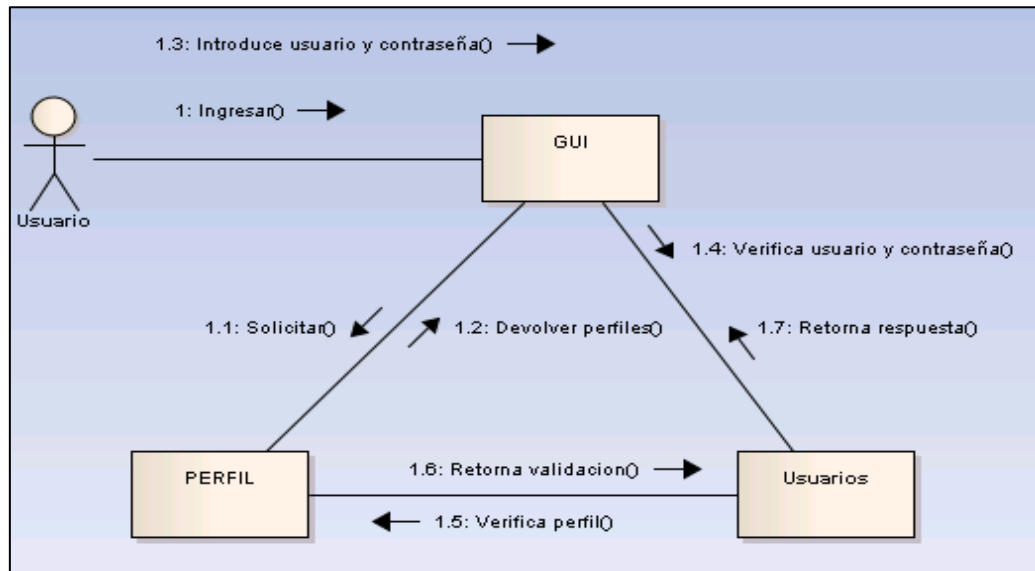 1.3: Introduce usuario y contraseña()
1: Ingresar()
GUI
Usuario
1.4: Verifica usuario y contraseña()
1.1: Solicitar()
1.2: Devolver perfiles()
1.7: Retorna respuesta()
PERFIL
1.6: Retorna validacion()
Usuarios
1.5: Verifica perfil()